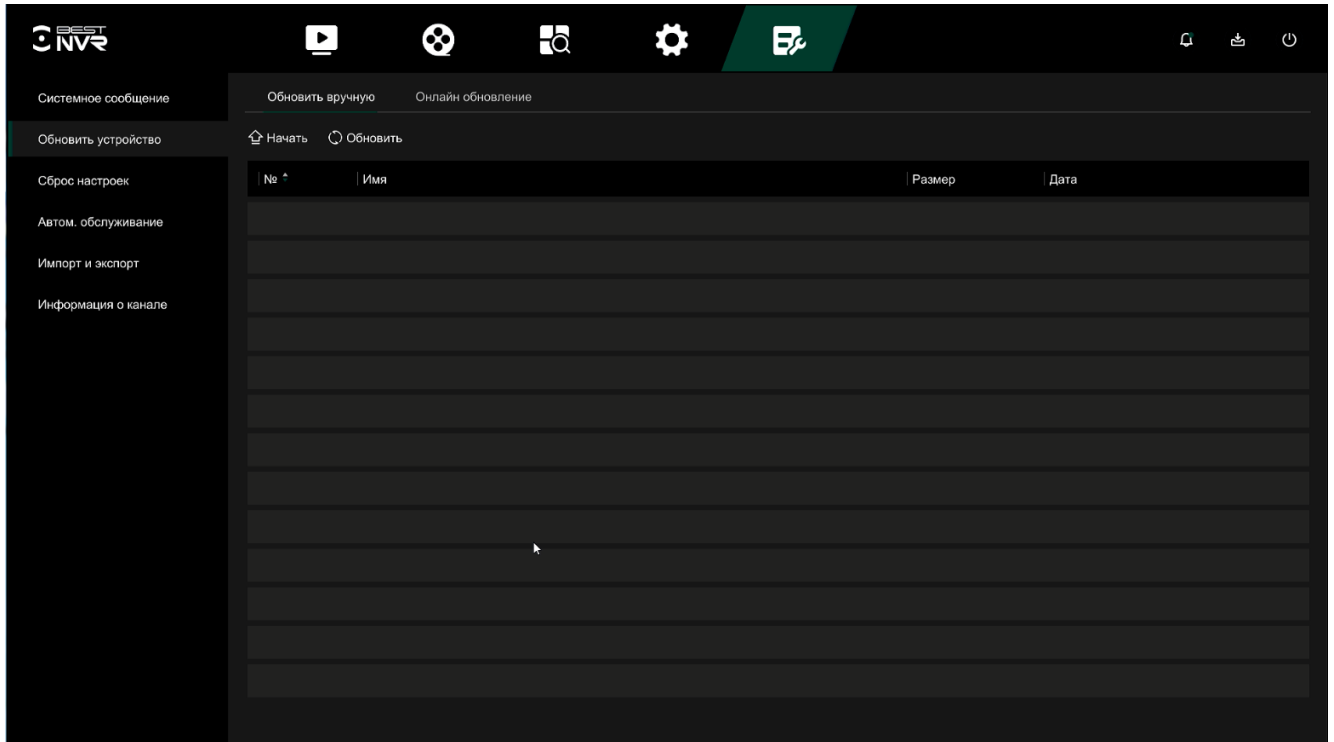 BEST
NVR
Системное сообщение
Обновить устройство
Сброс настроек
Автом. обслуживание
Импорт и экспорт
Информация о канале
Обновить вручную Онлайн обновление
Начать Обновить
№ Имя Размер Дата